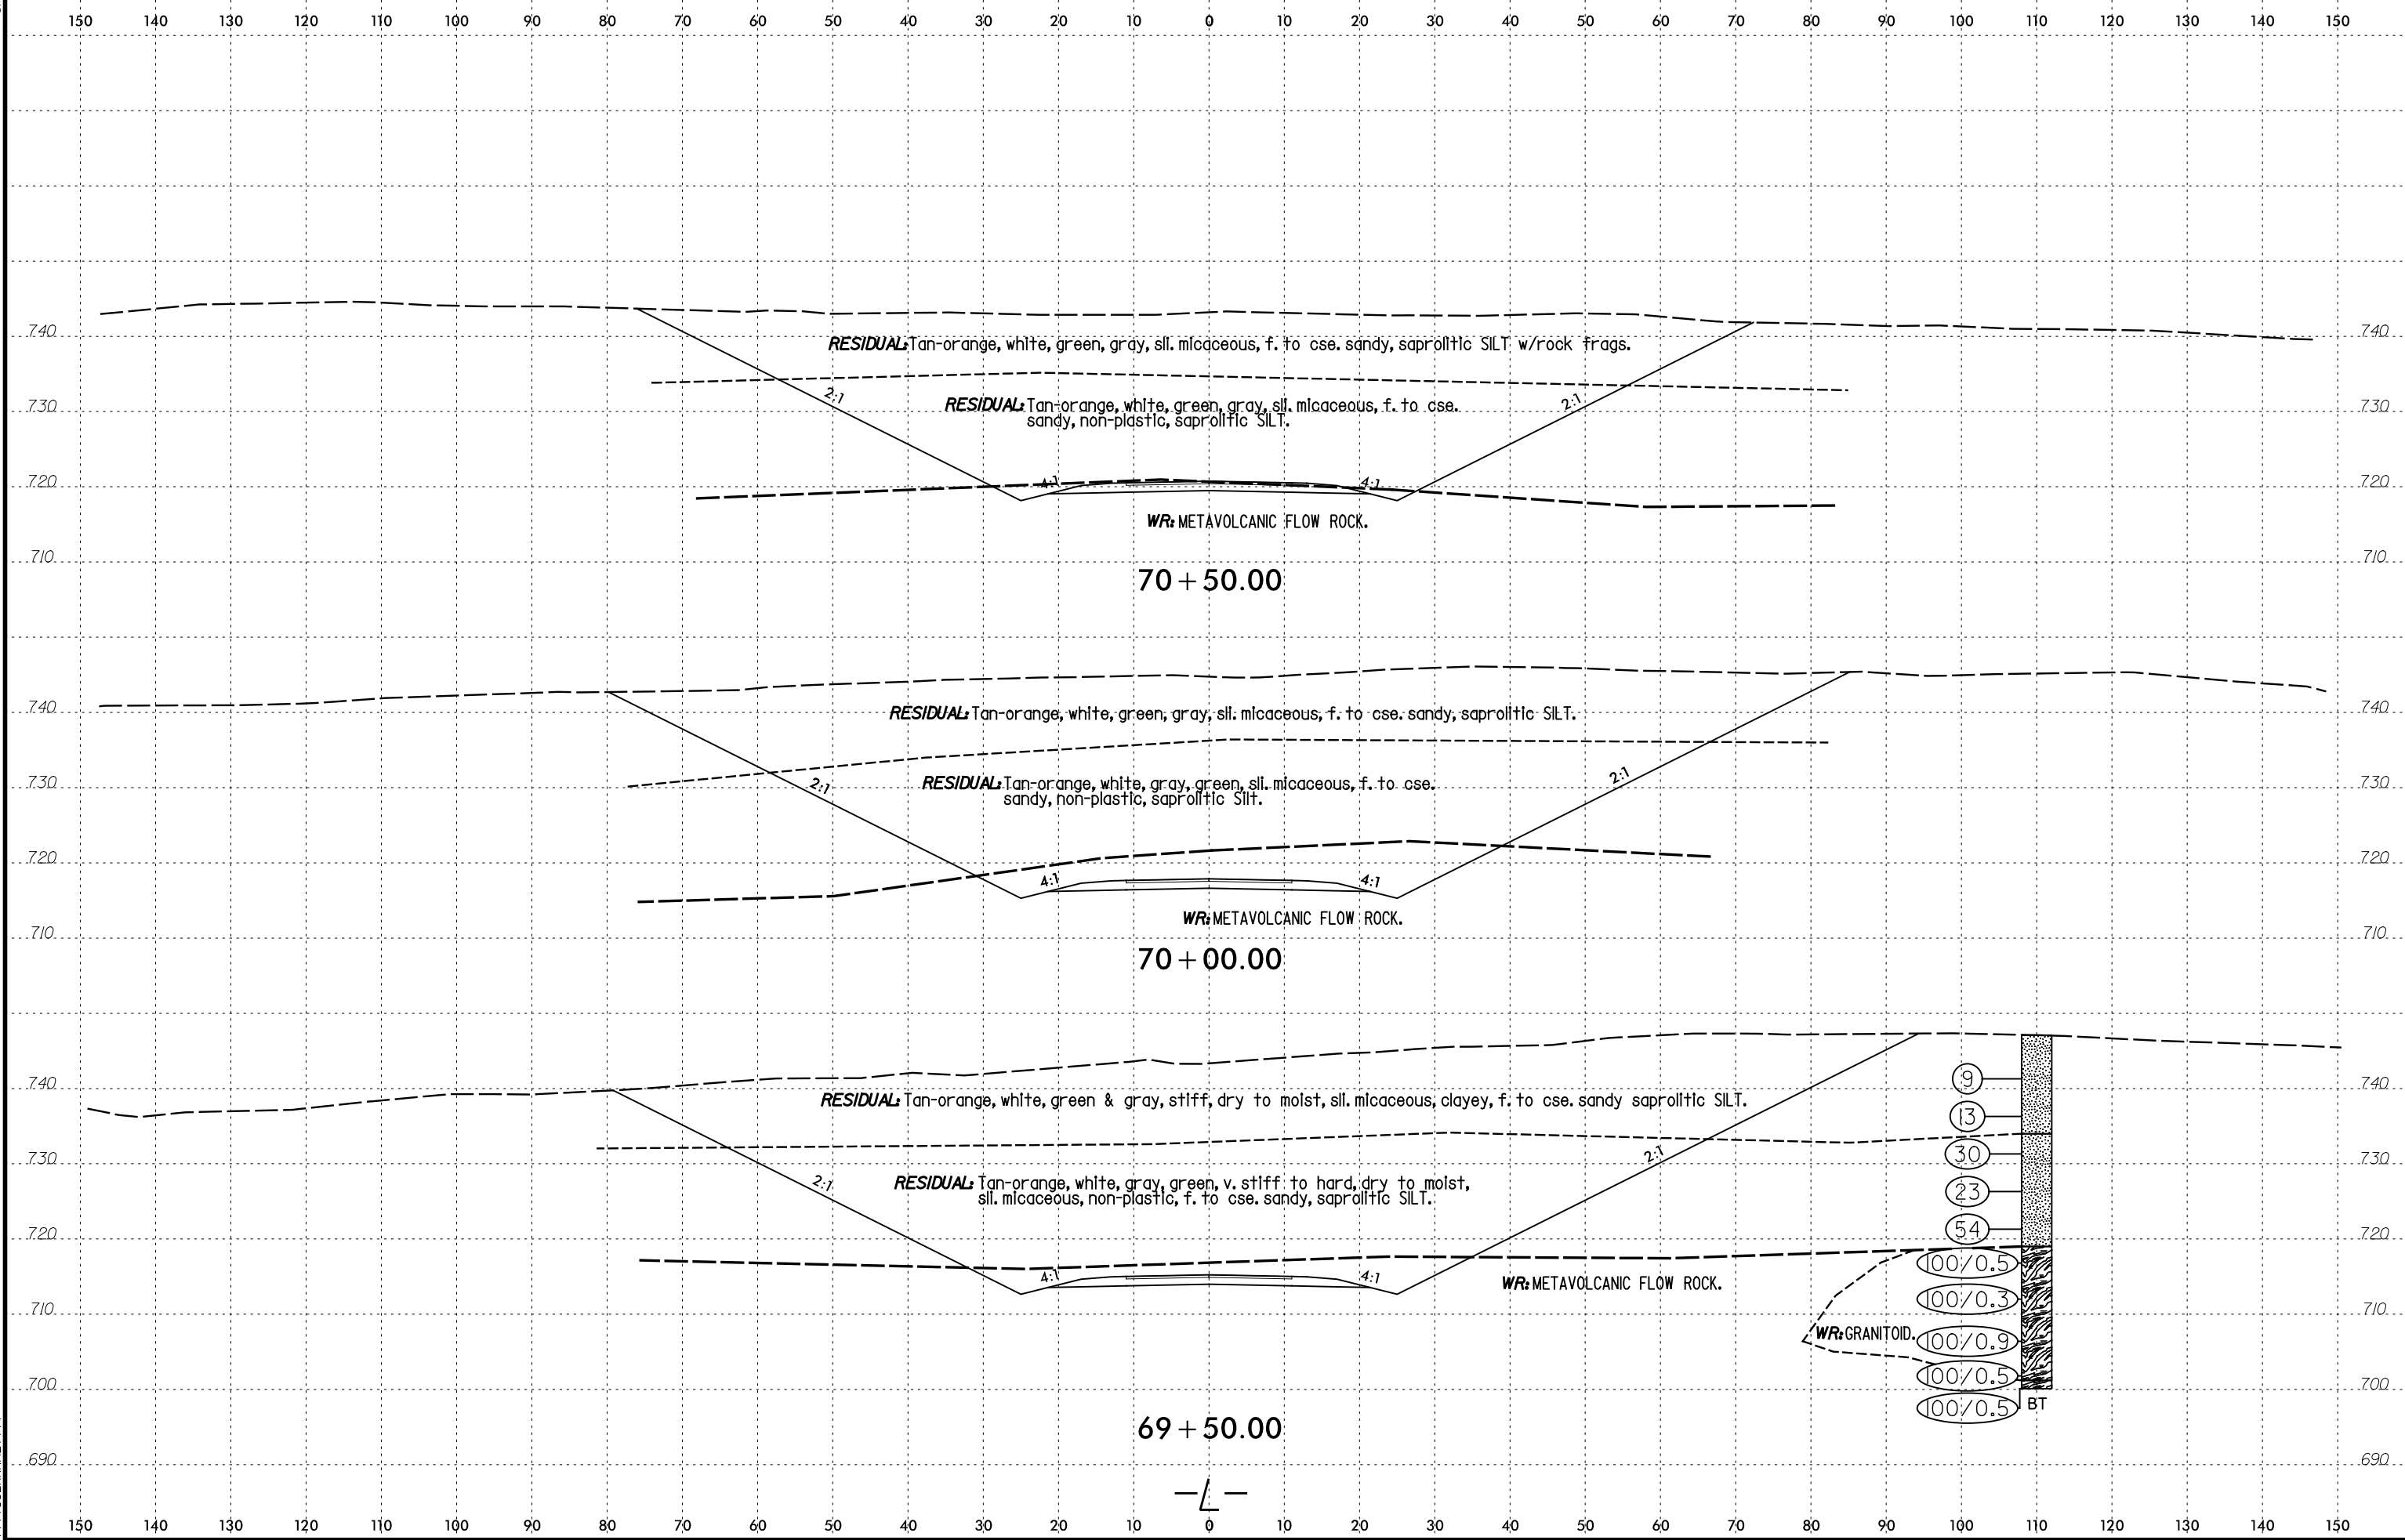 150 140 130 120 110 100 90 80 70 60 50 40 30 20 10 0 10 20 30 40 50 60 70 80 90 100 110 120 130 140 150
740 740
RESIDUAL: Tan-orange, white, green, gray, sli. micaceous, f. to cse. sandy, saprolitic SILT w/rock frags.
2:1 2:1
730 730
RESIDUAL: Tan-orange, white, green, gray, sli. micaceous, f. to cse.
sandy, non-plastic, saprolitic SILT.
720 4:1 4:1 720
WR: METAVOLCANIC FLOW ROCK.
710 710
70+50.00
740 740
RESIDUAL: Tan-orange, white, green, gray, sli. micaceous, f. to cse. sandy, saprolitic SILT.
2:1 2:1
730 730
RESIDUAL: Tan-orange, white, gray, green, sli. micaceous, f. to cse.
sandy, non-plastic, saprolitic Silt.
720 720
4:1 4:1
WR: METAVOLCANIC FLOW ROCK.
710 710
70+00.00
9
740 740
RESIDUAL: Tan-orange, white, green & gray, stiff, dry to moist, sli. micaceous, clayey, f. to cse. sandy saprolitic SILT.
13
2:1 30
730 730
2:1
RESIDUAL: Tan-orange, white, gray, green, v. stiff to hard, dry to moist,
sli. micaceous, non-plastic, f. to cse. sandy, saprolitic SILT.
23
54
720 720
100/0.5
4:1 4:1
WR: METAVOLCANIC FLOW ROCK.
100/0.3
710 710
WR: GRANITOID.
100/0.9
100/0.5
700 700
100/0.5 BT
69+50.00
690 690
-L-
150 140 130 120 110 100 90 80 70 60 50 40 30 20 10 0 10 20 30 40 50 60 70 80 90 100 110 120 130 140 150